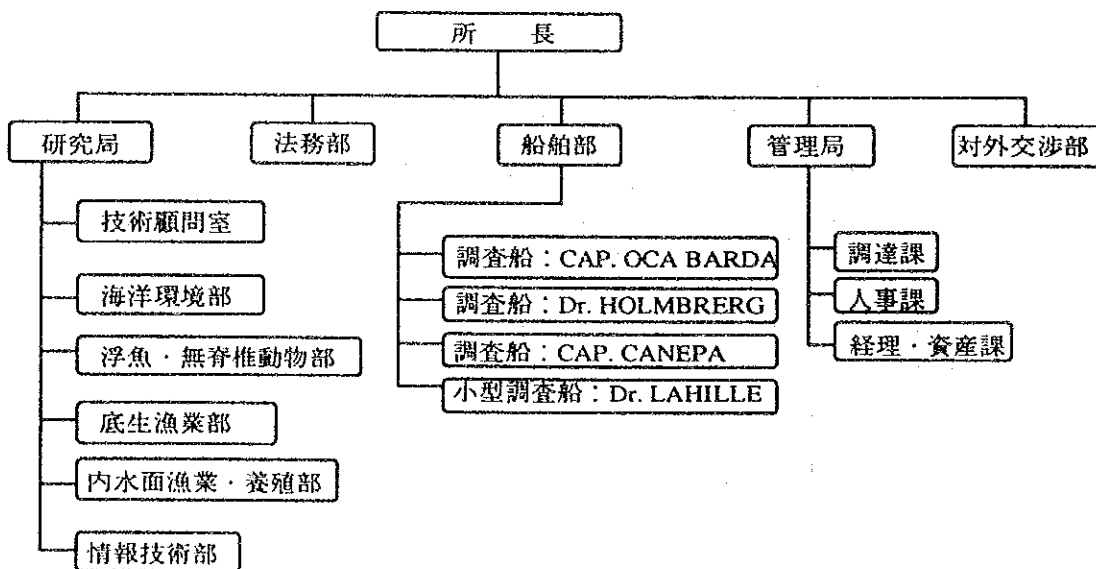 所 長
研究局
法務部
船舶部
管理局
対外交渉部
技術顧問室
海洋環境部
浮魚・無脊椎動物部
底生漁業部
内水面漁業・養殖部
情報技術部
調査船：CAP. OCA BARDA
調査船：Dr. HOLMBRERG
調査船：CAP. CANEPA
小型調査船：Dr. LAHILLE
調達課
人事課
経理・資産課